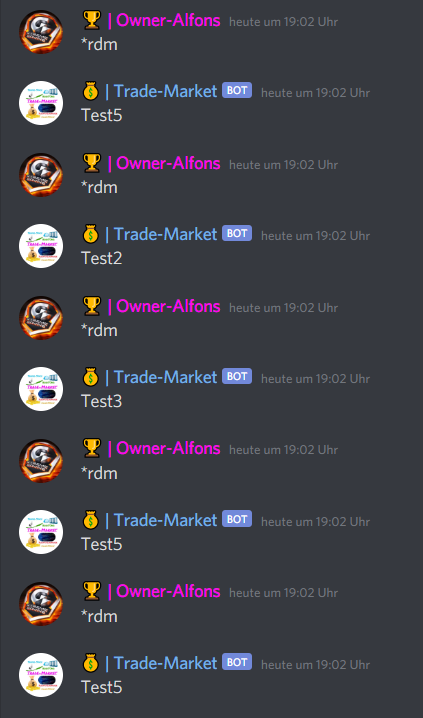 🏆 | Owner-Alfons heute um 19:02 Uhr
*rdm
💰 | Trade-Market BOT heute um 19:02 Uhr
Test5
🏆 | Owner-Alfons heute um 19:02 Uhr
*rdm
💰 | Trade-Market BOT heute um 19:02 Uhr
Test2
🏆 | Owner-Alfons heute um 19:02 Uhr
*rdm
💰 | Trade-Market BOT heute um 19:02 Uhr
Test3
🏆 | Owner-Alfons heute um 19:02 Uhr
*rdm
💰 | Trade-Market BOT heute um 19:02 Uhr
Test5
🏆 | Owner-Alfons heute um 19:02 Uhr
*rdm
💰 | Trade-Market BOT heute um 19:02 Uhr
Test5